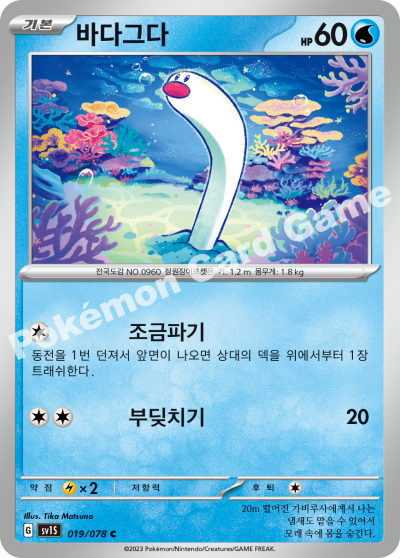 기본 바다그다 HP 60
전국도감 NO.0960 정원장어포켓몬 키: 1.2 m 몸무게: 1.8 kg
Pokémon Card Game
조금파기
동전을 1번 던져서 앞면이 나오면 상대의 덱을 위에서부터 1장
트래쉬한다.
부딪치기 20
약점 ×2 저항력 후퇴
Illus. Tika Matsuno
G sv1S 019/078 C
20m 떨어진 가비루사에게서 나는
냄새도 맡을 수 있어서
모래 속에 몸을 숨긴다.
©2023 Pokémon/Nintendo/Creatures/GAME FREAK.